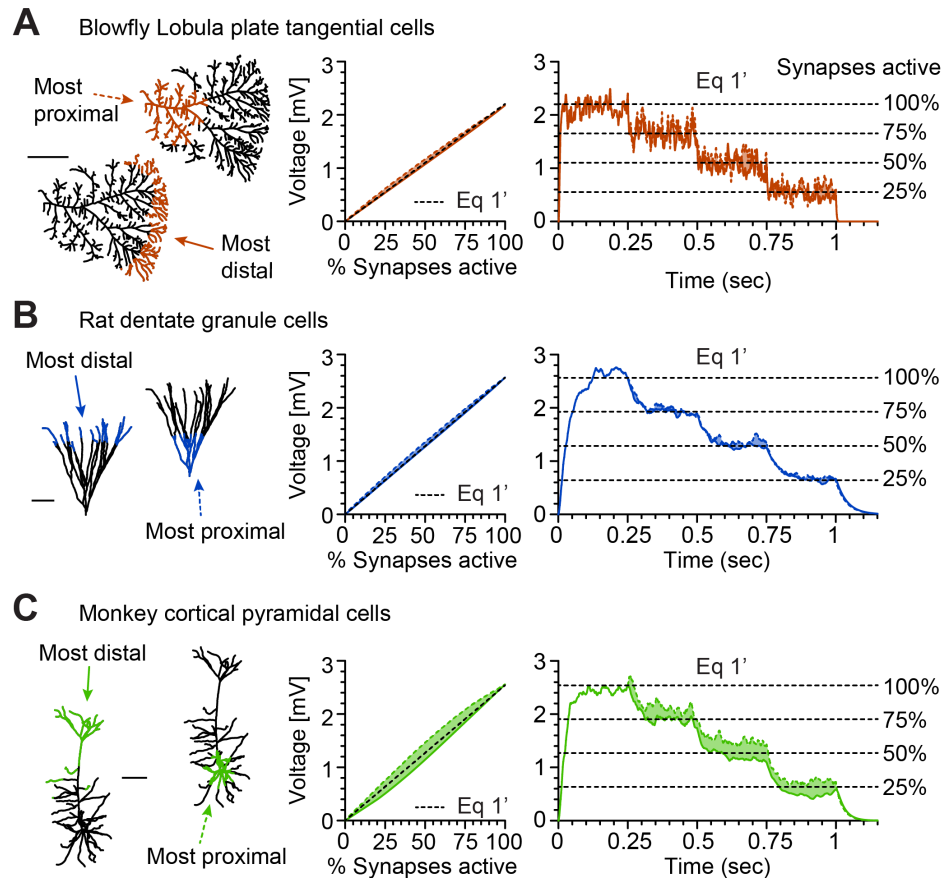 A Blowfly Lobula plate tangential cells
Most
proximal
Most
distal
Voltage [mV]
3
2
1
0
Eq 1’
0 25 50 75 100
% Synapses active
Voltage [mV]
3
2
1
0
Eq 1’
Synapses active
100%
75%
50%
25%
0 0.25 0.5 0.75 1
Time (sec)
B Rat dentate granule cells
Most distal
Most proximal
Voltage [mV]
3
2
1
0
Eq 1’
0 25 50 75 100
% Synapses active
3
2
1
0
Eq 1’
100%
75%
50%
25%
0 0.25 0.5 0.75 1
Time (sec)
C Monkey cortical pyramidal cells
Most distal
Most proximal
Voltage [mV]
3
2
1
0
Eq 1’
0 25 50 75 100
% Synapses active
3
2
1
0
Eq 1’
100%
75%
50%
25%
0 0.25 0.5 0.75 1
Time (sec)